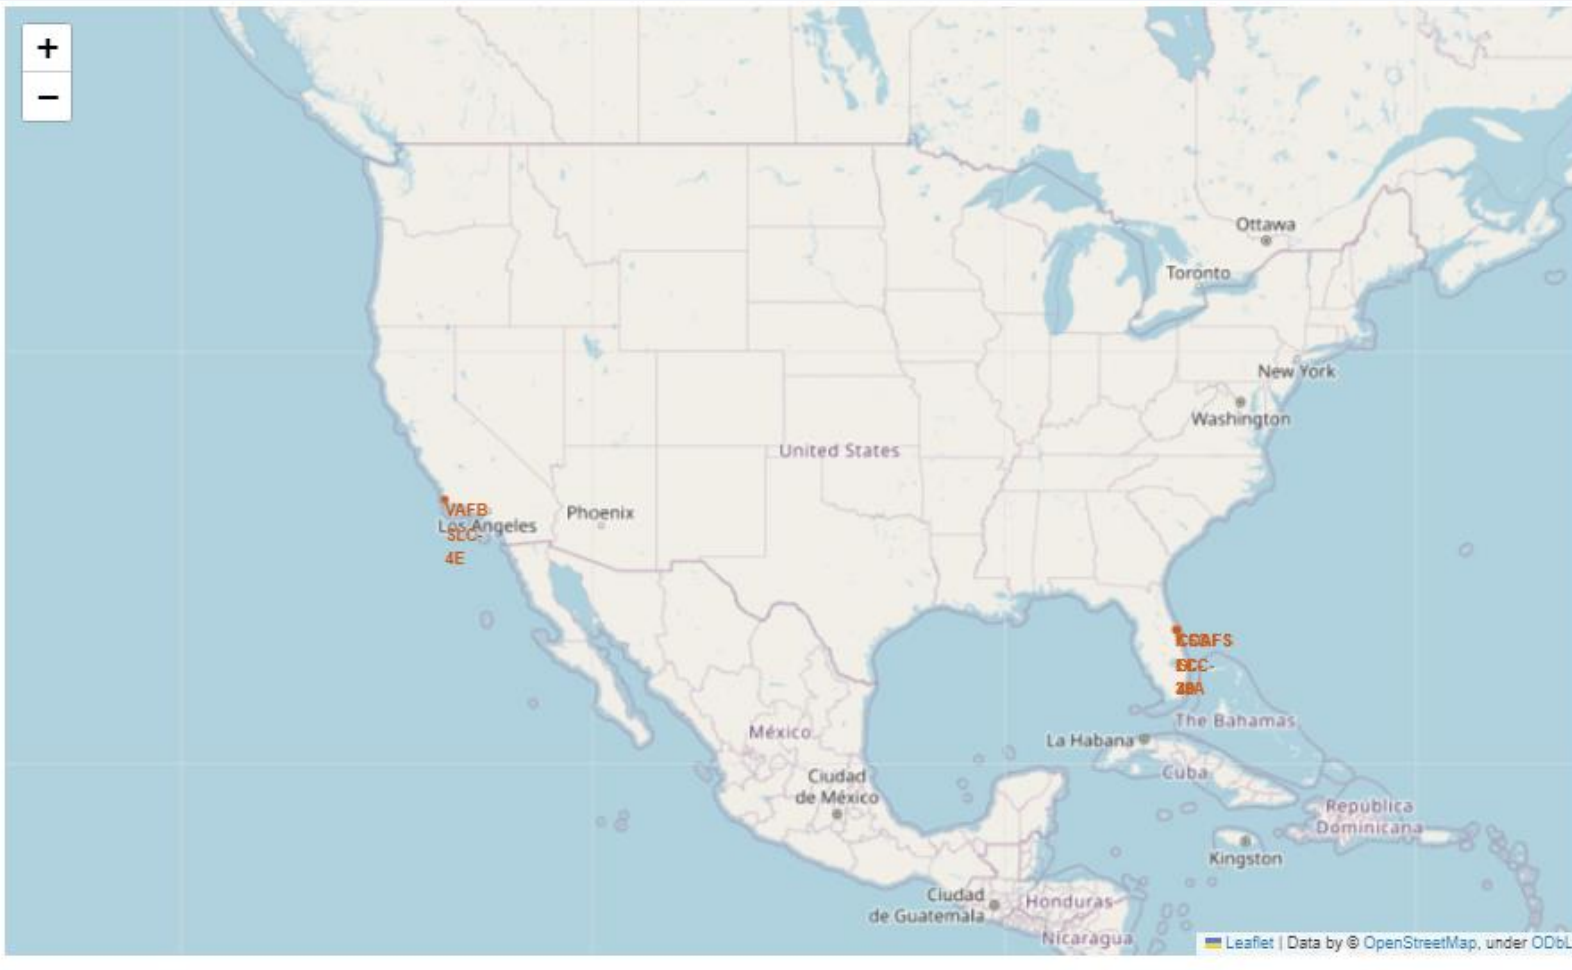 +
−
Ottawa
Toronto
New York
Washington
United States
VAFB
Los Angeles
SLC-
4E
Phoenix
The Bahamas
La Habana
México
Cuba
Ciudad
de México
República
Dominicana
Kingston
Ciudad
de Guatemala
Honduras
Nicaragua
Leaflet | Data by © OpenStreetMap, under ODbL